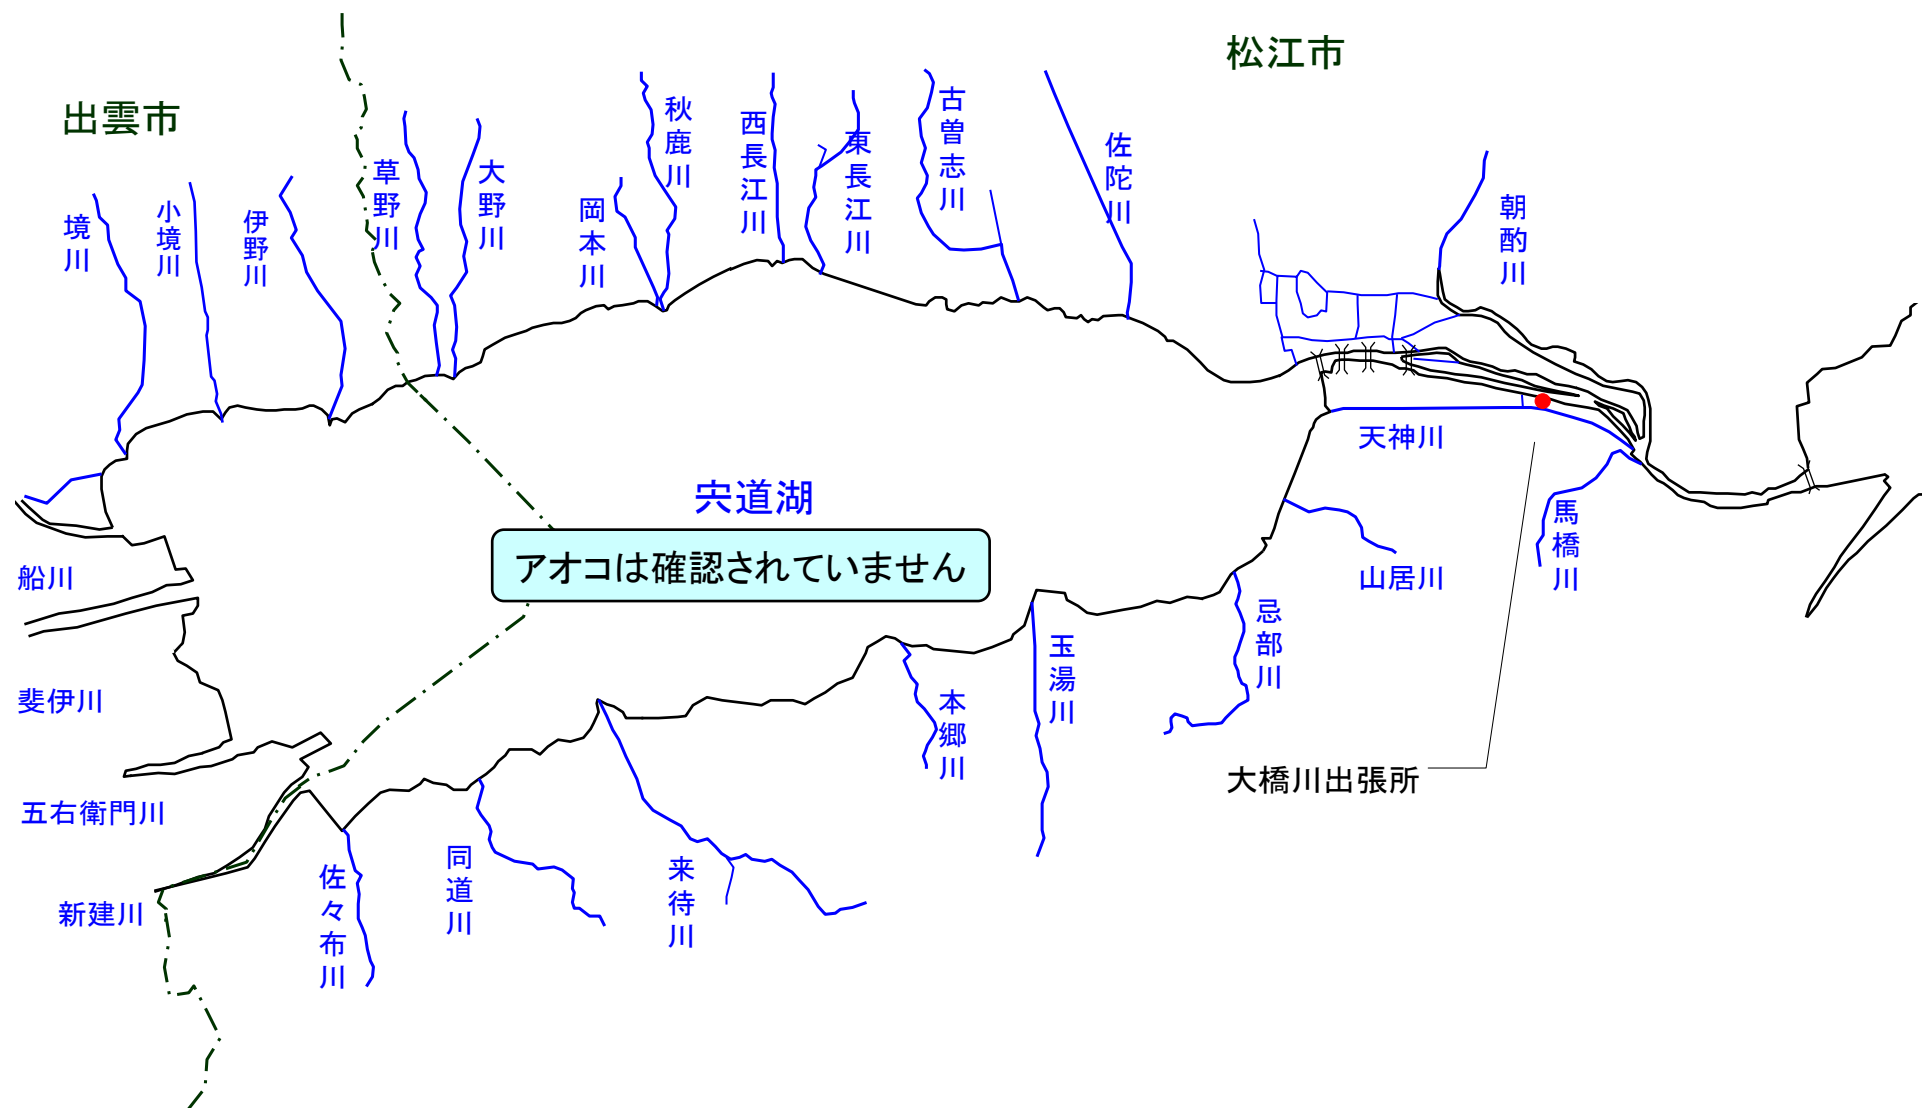 松江市
出雲市
草野川
大野川
秋鹿川
西長江川
東長江川
古曽志川
佐陀川
境川
小境川
伊野川
岡本川
朝酌川
天神川
宍道湖
アオコは確認されていません
船川
山居川
馬橋川
忌部川
玉湯川
斐伊川
本郷川
大橋川出張所
五右衛門川
新建川
佐々布川
同道川
来待川